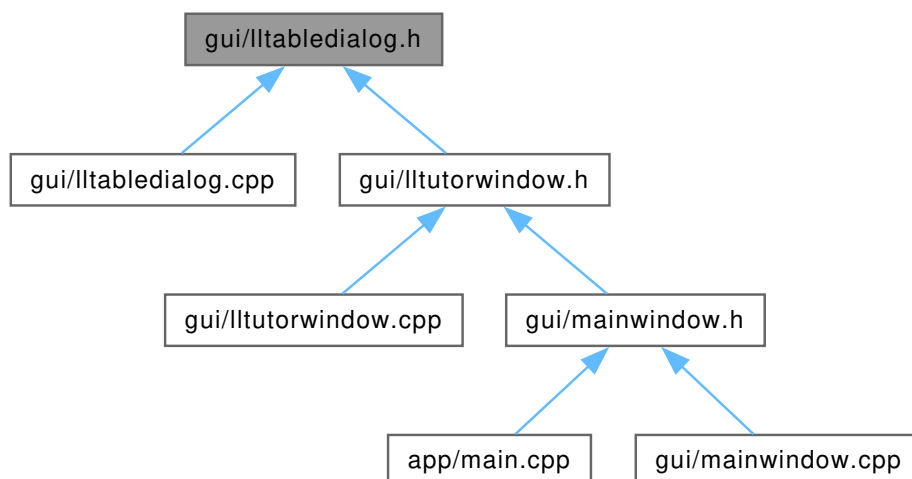 gui/lltabledialog.h
gui/lltabledialog.cpp
gui/lltutorwindow.h
gui/lltutorwindow.cpp
gui/mainwindow.h
app/main.cpp
gui/mainwindow.cpp